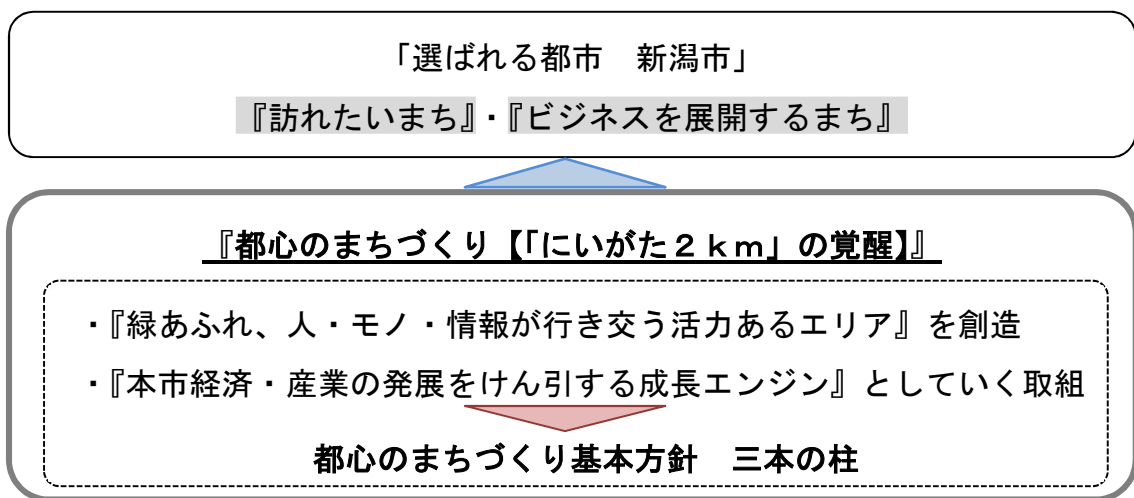 「選ばれる都市　新潟市」
『訪れたいまち』・『ビジネスを展開するまち』
『都心のまちづくり【「にいがた２ｋｍ」の覚醒】』
・『緑あふれ、人・モノ・情報が行き交う活力あるエリア』を創造
・『本市経済・産業の発展をけん引する成長エンジン』としていく取組
都心のまちづくり基本方針　三本の柱